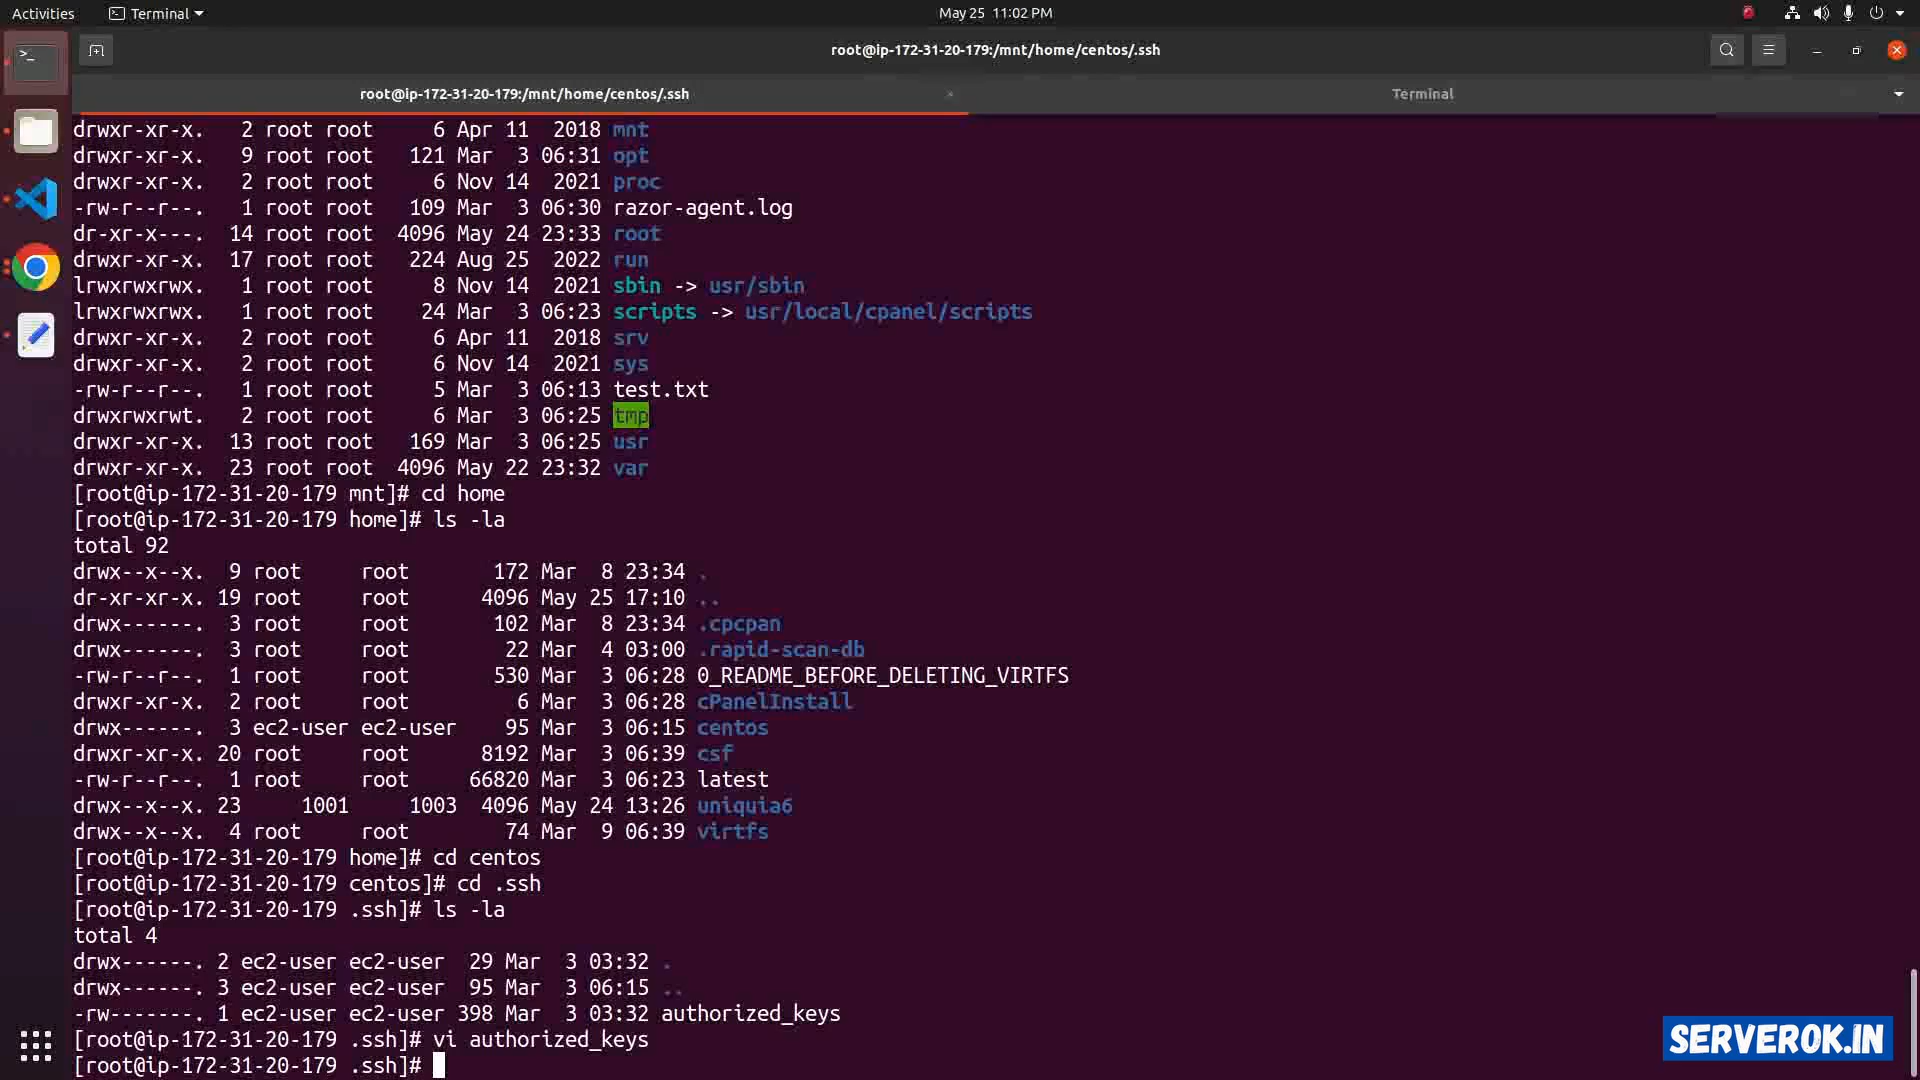 Activities Terminal May 25 11:02 PM
root@ip-172-31-20-179:/mnt/home/centos/.ssh
root@ip-172-31-20-179:/mnt/home/centos/.ssh Terminal
drwxr-xr-x. 2 root root 6 Apr 11 2018 mnt
drwxr-xr-x. 9 root root 121 Mar 3 06:31 opt
drwxr-xr-x. 2 root root 6 Nov 14 2021 proc
-rw-r--r--. 1 root root 109 Mar 3 06:30 razor-agent.log
dr-xr-x---. 14 root root 4096 May 24 23:33 root
drwxr-xr-x. 17 root root 224 Aug 25 2022 run
lrwxrwxrwx. 1 root root 8 Nov 14 2021 sbin -> usr/sbin
lrwxrwxrwx. 1 root root 24 Mar 3 06:23 scripts -> usr/local/cpanel/scripts
drwxr-xr-x. 2 root root 6 Apr 11 2018 srv
drwxr-xr-x. 2 root root 6 Nov 14 2021 sys
-rw-r--r--. 1 root root 5 Mar 3 06:13 test.txt
drwxrwxrwt. 2 root root 6 Mar 3 06:25 tmp
drwxr-xr-x. 13 root root 169 Mar 3 06:25 usr
drwxr-xr-x. 23 root root 4096 May 22 23:32 var
[root@ip-172-31-20-179 mnt]# cd home
[root@ip-172-31-20-179 home]# ls -la
total 92
drwx--x--x. 9 root root 172 Mar 8 23:34 .
dr-xr-xr-x. 19 root root 4096 May 25 17:10 ..
drwx------. 3 root root 102 Mar 8 23:34 .cpcpan
drwx------. 3 root root 22 Mar 4 03:00 .rapid-scan-db
-rw-r--r--. 1 root root 530 Mar 3 06:28 0_README_BEFORE_DELETING_VIRTFS
drwxr-xr-x. 2 root root 6 Mar 3 06:28 cPanelInstall
drwx------. 3 ec2-user ec2-user 95 Mar 3 06:15 centos
drwxr-xr-x. 20 root root 8192 Mar 3 06:39 csf
-rw-r--r--. 1 root root 66820 Mar 3 06:23 latest
drwx--x--x. 23 1001 1003 4096 May 24 13:26 uniquia6
drwx--x--x. 4 root root 74 Mar 9 06:39 virtfs
[root@ip-172-31-20-179 home]# cd centos
[root@ip-172-31-20-179 centos]# cd .ssh
[root@ip-172-31-20-179 .ssh]# ls -la
total 4
drwx------. 2 ec2-user ec2-user 29 Mar 3 03:32 .
drwx------. 3 ec2-user ec2-user 95 Mar 3 06:15 ..
-rw-------. 1 ec2-user ec2-user 398 Mar 3 03:32 authorized_keys
[root@ip-172-31-20-179 .ssh]# vi authorized_keys
[root@ip-172-31-20-179 .ssh]#
SERVEROK.IN